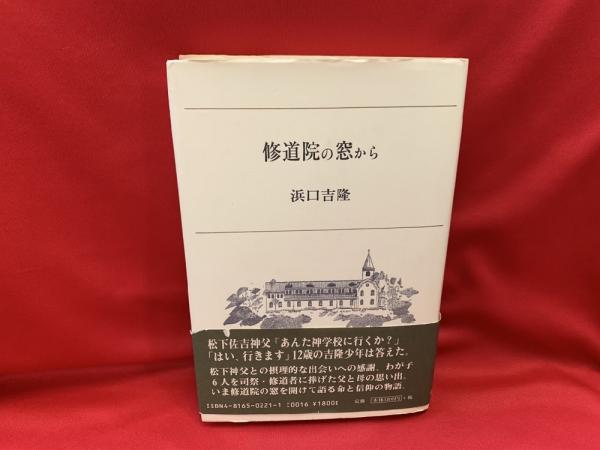 修道院の窓から
浜口吉隆
松下佐吉神父「あんた神学校に行くか?」
「はい、行きます」12歳の吉隆少年は答えた。
松下神父との摂理的な出会いへの感謝。わが子
6人を司祭・修道者に捧げた父と母の思い出。
いま修道院の窓を開けて語る命と信仰の物語。
ISBN4-8165-0221-1 C0016 ¥1800E
定価